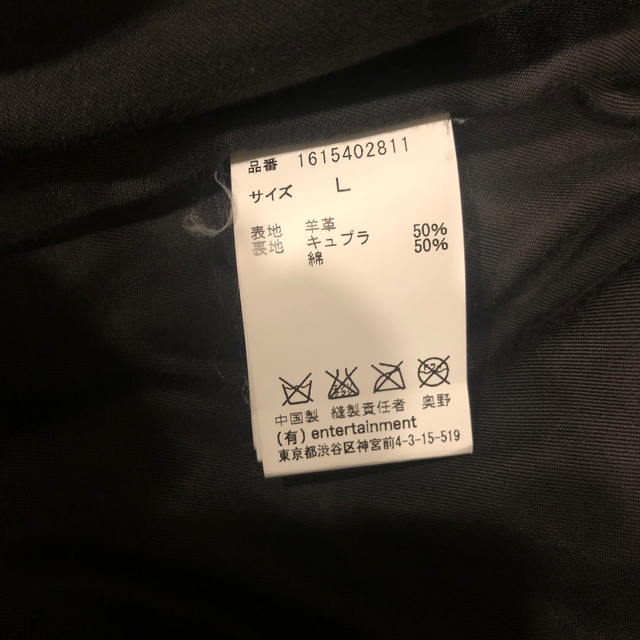 品番 1615402811
サイズ L
表地 羊革
裏地 キュプラ 50%
綿 50%
中国製 縫製責任者 奥野
(有) entertainment
東京都渋谷区神宮前4-3-15-519